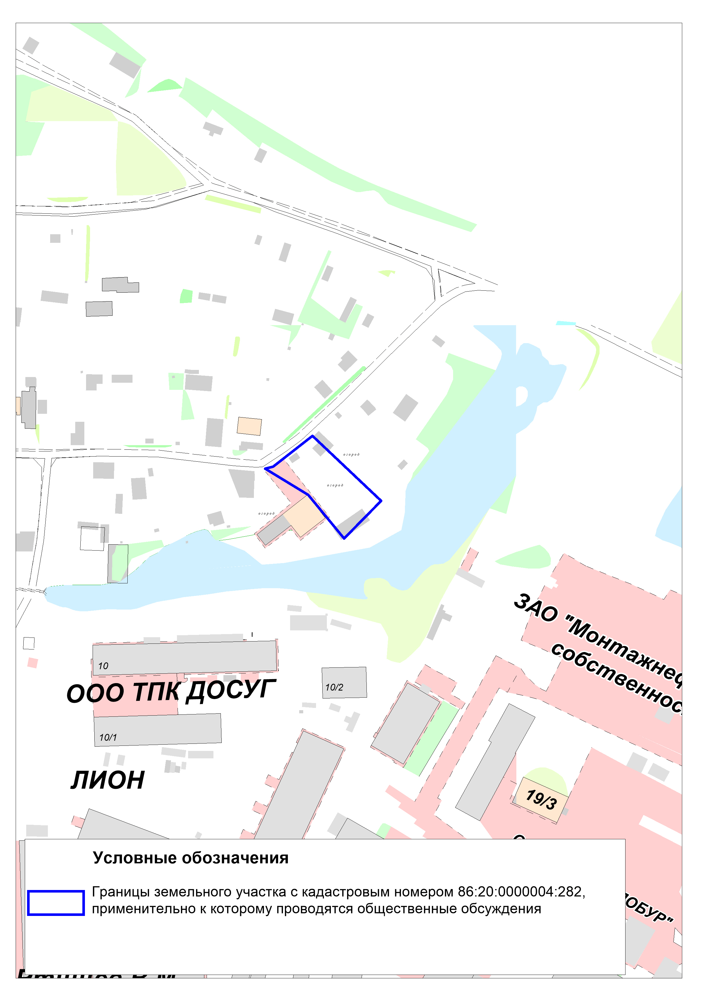 огород
огород
огород
ЗАО "Монтажнеф
собственнос
10
ООО ТПК ДОСУГ
10/2
10/1
ЛИОН
19/3
Условные обозначения
Границы земельного участка с кадастровым номером 86:20:0000004:282,
применительно к которому проводятся общественные обсуждения
ЛОБУР"